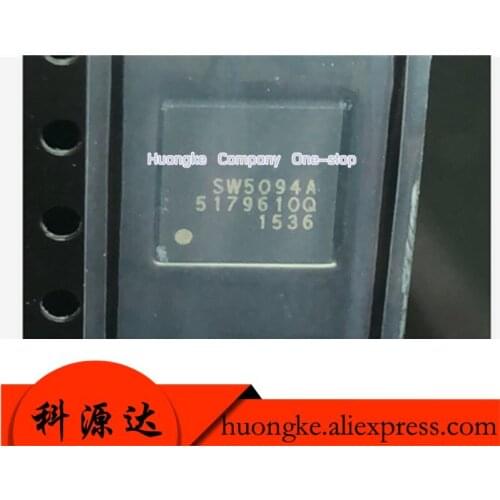 Huongke Company One-stop
SW5094A
5179610Q
1536
科源达
huongke.aliexpress.com/